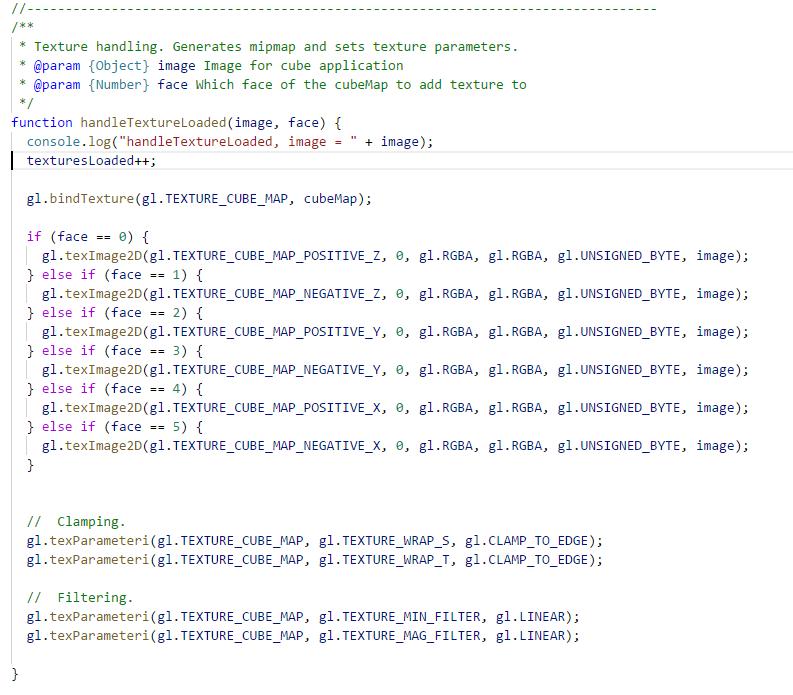 //----------------------------------------------------------------------------------
/**
 * Texture handling. Generates mipmap and sets texture parameters.
 * @param {Object} image Image for cube application
 * @param {Number} face Which face of the cubeMap to add texture to
 */
function handleTextureLoaded(image, face) {
  console.log("handleTextureLoaded, image = " + image);
  texturesLoaded++;

  gl.bindTexture(gl.TEXTURE_CUBE_MAP, cubeMap);

  if (face == 0) {
    gl.texImage2D(gl.TEXTURE_CUBE_MAP_POSITIVE_Z, 0, gl.RGBA, gl.RGBA, gl.UNSIGNED_BYTE, image);
  } else if (face == 1) {
    gl.texImage2D(gl.TEXTURE_CUBE_MAP_NEGATIVE_Z, 0, gl.RGBA, gl.RGBA, gl.UNSIGNED_BYTE, image);
  } else if (face == 2) {
    gl.texImage2D(gl.TEXTURE_CUBE_MAP_POSITIVE_Y, 0, gl.RGBA, gl.RGBA, gl.UNSIGNED_BYTE, image);
  } else if (face == 3) {
    gl.texImage2D(gl.TEXTURE_CUBE_MAP_NEGATIVE_Y, 0, gl.RGBA, gl.RGBA, gl.UNSIGNED_BYTE, image);
  } else if (face == 4) {
    gl.texImage2D(gl.TEXTURE_CUBE_MAP_POSITIVE_X, 0, gl.RGBA, gl.RGBA, gl.UNSIGNED_BYTE, image);
  } else if (face == 5) {
    gl.texImage2D(gl.TEXTURE_CUBE_MAP_NEGATIVE_X, 0, gl.RGBA, gl.RGBA, gl.UNSIGNED_BYTE, image);
  }

  //  Clamping.
  gl.texParameteri(gl.TEXTURE_CUBE_MAP, gl.TEXTURE_WRAP_S, gl.CLAMP_TO_EDGE);
  gl.texParameteri(gl.TEXTURE_CUBE_MAP, gl.TEXTURE_WRAP_T, gl.CLAMP_TO_EDGE);

  //  Filtering.
  gl.texParameteri(gl.TEXTURE_CUBE_MAP, gl.TEXTURE_MIN_FILTER, gl.LINEAR);
  gl.texParameteri(gl.TEXTURE_CUBE_MAP, gl.TEXTURE_MAG_FILTER, gl.LINEAR);

}